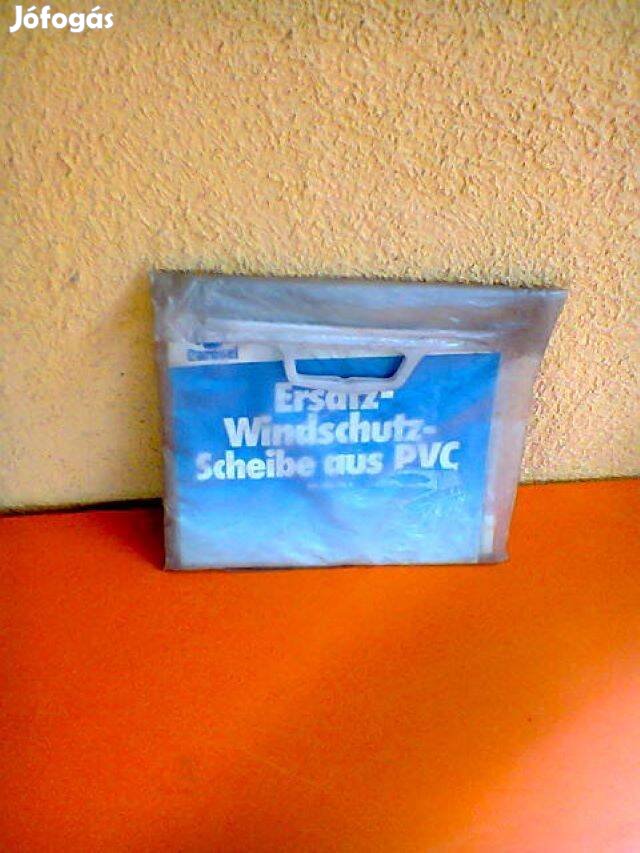 Jófogás
Ersatz-
Windschutz-
Scheibe aus PVC